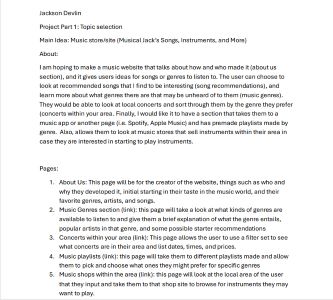 Jackson Devlin
Project Part 1: Topic selection
Main Idea: Music store/site (Musical Jack's Songs, Instruments, and More)
About:
I am hoping to make a music website that talks about how and who made it (about us
section), and it gives users ideas for songs or genres to listen to. The user can choose to
look at recommended songs that I find to be interesting (song recommendations), and
learn more about what genres there are that may be unheard of to them (music genres).
They would be able to look at local concerts and sort through them by the genre they prefer
(concerts within your area. Finally, I would like it to have a section that takes them to a
music app or another page (i.e. Spotify, Apple Music) and has premade playlists made by
genre. Also, allows them to look at music stores that sell instruments within their area in
case they are interested in starting to play instruments.
Pages:
1. About Us: This page will be for the creator of the website, things such as who and
why they developed it, initial starting in their taste in the music world, and their
favorite genres, artists, and songs.
2. Music Genres section (link): this page will take a look at what kinds of genres are
available to listen to and give them a brief explanation of what the genre entails,
popular artists in that genre, and some possible starter recommendations
3. Concerts within your area (link): This page allows the user to use a filter set to see
what concerts are in their area and list dates, times, and prices.
4. Music playlists (link): this page will take them to different playlists made and allow
them to pick and choose what ones they might prefer for specific genres
5. Music shops within the area (link): this page will look at the local area of the user
that they input and take them to that shop site to browse for instruments they may
want to play.